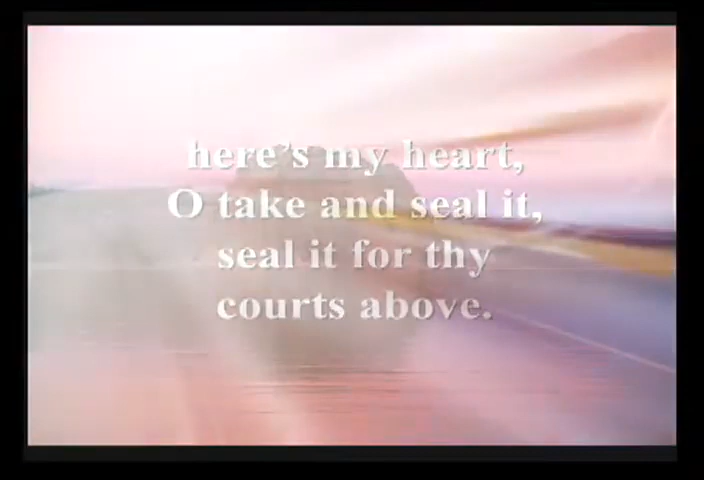 here's my heart,
O take and seal it,
seal it for thy
courts above.